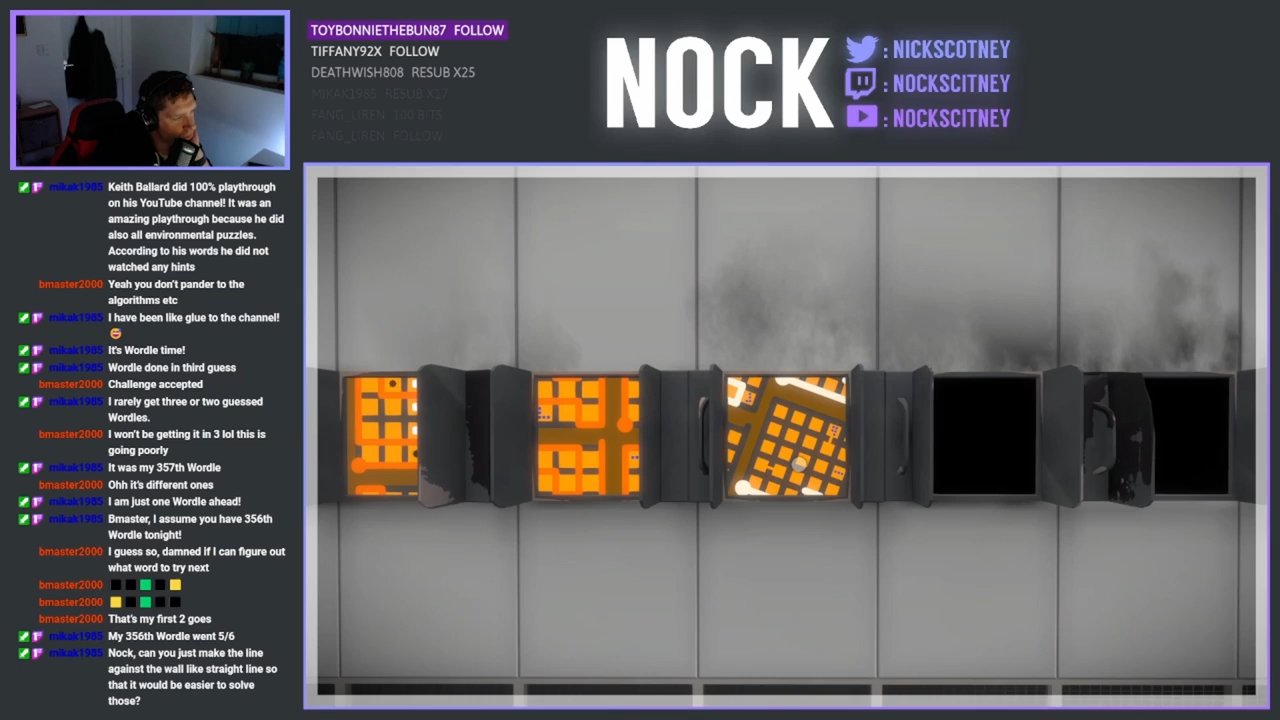 TOYBONNIETHEBUN87 FOLLOW
TIFFANY92X FOLLOW
DEATHWISH808 RESUB X25
MIKAK1985 RESUB X17
FANG_LIREN 100 BITS
FANG_LIREN FOLLOW
NOCK
: NICKSCOTNEY
: NOCKSCITNEY
: NOCKSCITNEY
mikak1985 Keith Ballard did 100% playthrough
on his YouTube channel! It was an
amazing playthrough because he did
also all environmental puzzles.
According to his words he did not
watched any hints
bmaster2000 Yeah you don't pander to the
algorithms etc
mikak1985 I have been like glue to the channel!
😅
mikak1985 It's Wordle time!
mikak1985 Wordle done in third guess
bmaster2000 Challenge accepted
mikak1985 I rarely get three or two guessed
Wordles.
bmaster2000 I won't be getting it in 3 lol this is
going poorly
mikak1985 It was my 357th Wordle
bmaster2000 Ohh it's different ones
mikak1985 I am just one Wordle ahead!
mikak1985 Bmaster, I assume you have 356th
Wordle tonight!
bmaster2000 I guess so, damned if I can figure out
what word to try next
bmaster2000 ⬛⬛🟩⬛🟨
bmaster2000 🟨⬛🟩⬛⬛
bmaster2000 That's my first 2 goes
mikak1985 My 356th Wordle went 5/6
mikak1985 Nock, can you just make the line
against the wall like straight line so
that it would be easier to solve
those?